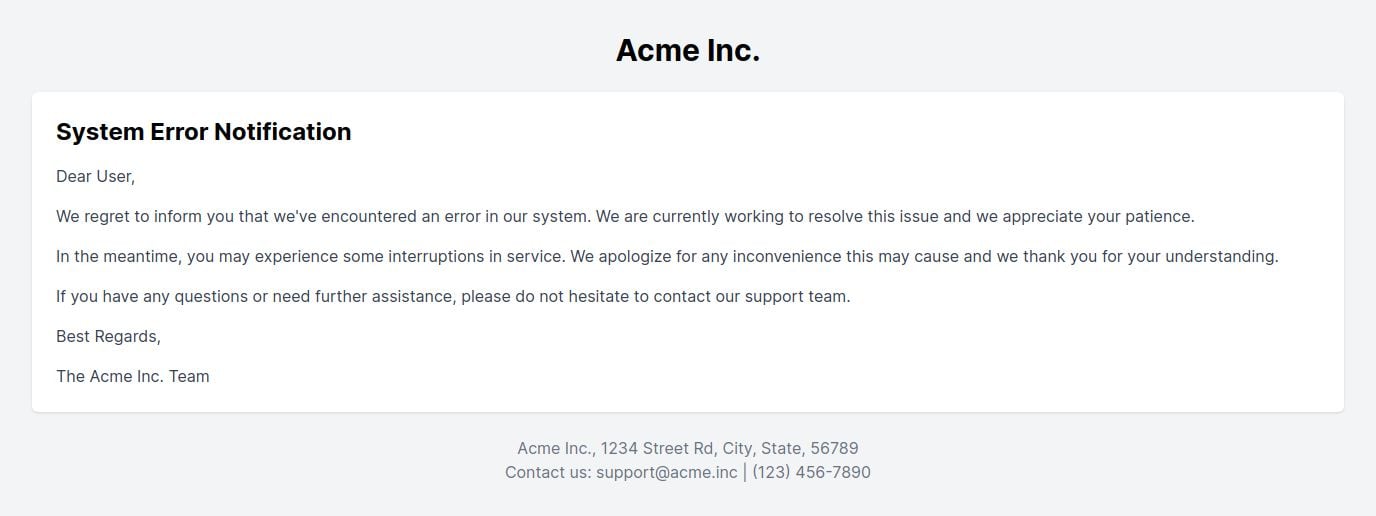 Acme Inc.
System Error Notification
Dear User,
We regret to inform you that we've encountered an error in our system. We are currently working to resolve this issue and we appreciate your patience.
In the meantime, you may experience some interruptions in service. We apologize for any inconvenience this may cause and we thank you for your understanding.
If you have any questions or need further assistance, please do not hesitate to contact our support team.
Best Regards,
The Acme Inc. Team
Acme Inc., 1234 Street Rd, City, State, 56789
Contact us: support@acme.inc | (123) 456-7890